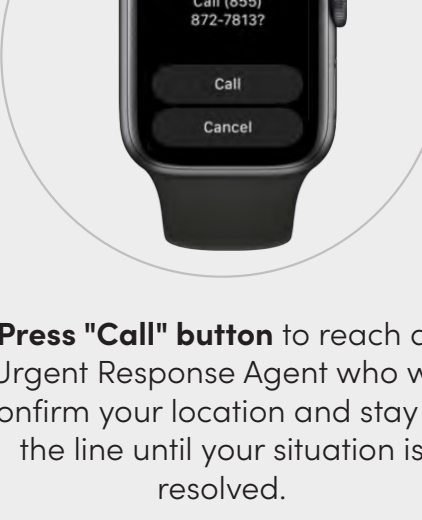 Call (855)
872-7813?
Call
Cancel
Press "Call" button to reach
Urgent Response Agent who
onfirm your location and stay
the line until your situation is
resolved.